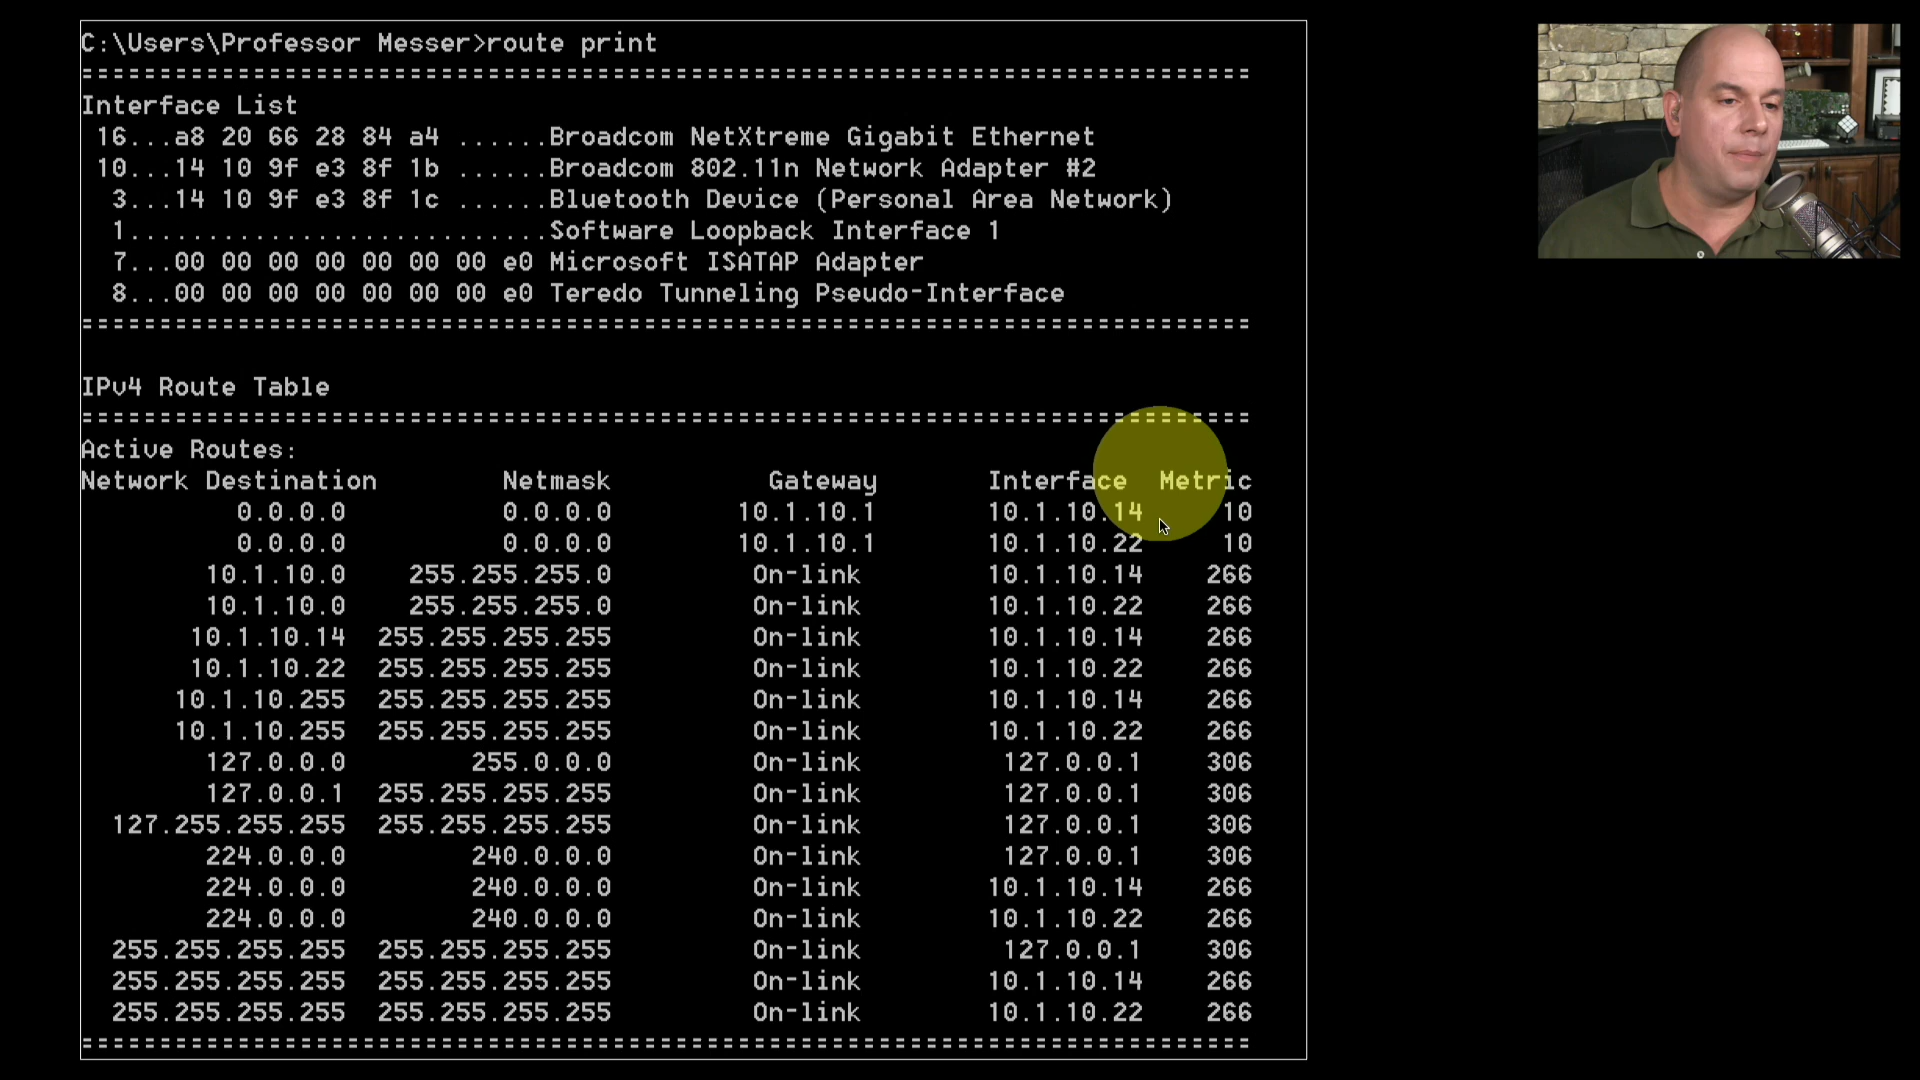 C:\Users\Professor Messer>route print
===========================================================================
Interface List
 16...a8 20 66 28 84 a4 ......Broadcom NetXtreme Gigabit Ethernet
 10...14 10 9f e3 8f 1b ......Broadcom 802.11n Network Adapter #2
  3...14 10 9f e3 8f 1c ......Bluetooth Device (Personal Area Network)
  1...........................Software Loopback Interface 1
  7...00 00 00 00 00 00 00 e0 Microsoft ISATAP Adapter
  8...00 00 00 00 00 00 00 e0 Teredo Tunneling Pseudo-Interface
===========================================================================
IPv4 Route Table
===========================================================================
Active Routes:
Network Destination        Netmask          Gateway       Interface  Metric
          0.0.0.0          0.0.0.0        10.1.10.1       10.1.10.14     10
          0.0.0.0          0.0.0.0        10.1.10.1       10.1.10.22     10
        10.1.10.0    255.255.255.0         On-link        10.1.10.14    266
        10.1.10.0    255.255.255.0         On-link        10.1.10.22    266
       10.1.10.14  255.255.255.255         On-link        10.1.10.14    266
       10.1.10.22  255.255.255.255         On-link        10.1.10.22    266
      10.1.10.255  255.255.255.255         On-link        10.1.10.14    266
      10.1.10.255  255.255.255.255         On-link        10.1.10.22    266
        127.0.0.0        255.0.0.0         On-link         127.0.0.1    306
        127.0.0.1  255.255.255.255         On-link         127.0.0.1    306
  127.255.255.255  255.255.255.255         On-link         127.0.0.1    306
        224.0.0.0        240.0.0.0         On-link         127.0.0.1    306
        224.0.0.0        240.0.0.0         On-link        10.1.10.14    266
        224.0.0.0        240.0.0.0         On-link        10.1.10.22    266
  255.255.255.255  255.255.255.255         On-link         127.0.0.1    306
  255.255.255.255  255.255.255.255         On-link        10.1.10.14    266
  255.255.255.255  255.255.255.255         On-link        10.1.10.22    266
===========================================================================